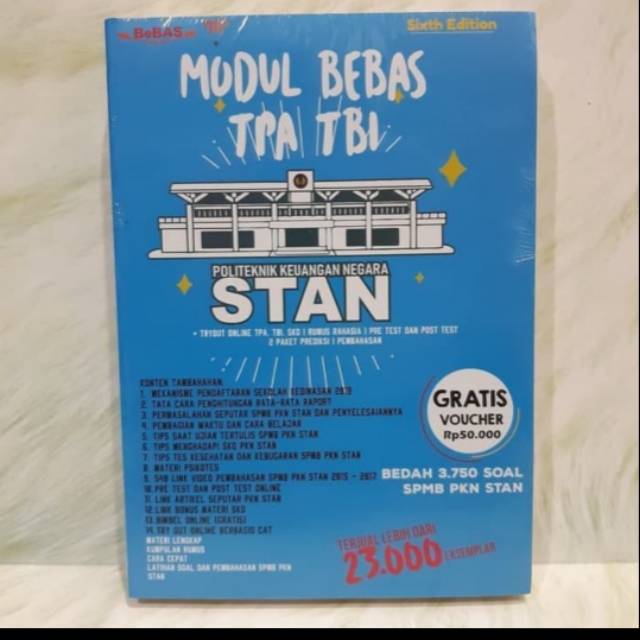 BeBAS
Sixth Edition
MODUL BEBAS
TPA TBI
POLITEKNIK KEUANGAN NEGARA
STAN
+ TRYOUT ONLINE TPA, TBI, SKD | RUMUS RAHASIA | PRE TEST DAN POST TEST
2 PAKET PREDIKSI | PEMBAHASAN
KONTEN TAMBAHAHAN
1. MEKANISME PENDAFTARAN SEKOLAH KEDINASAN 2019
2. TATA CARA PENGHITUNGAN RATA-RATA RAPORT
3. PERMASALAHAN SEPUTAR SPMB PKN STAN DAN PENYELESAIANNYA
4. PEMBAGIAN WAKTU DAN CARA BELAJAR
5. TIPS SAAT UJIAN TERTULIS SPMB PKN STAN
6. TIPS MENGHADAPI SKD PKN STAN
7. TIPS TES KESEHATAN DAN KEBUGARAN SPMB PKN STAN
8. MATERI PSIKOTES
9. 548 LINK VIDEO PEMBAHASAN SPMB PKN STAN 2015 - 2017
10. PRE TEST DAN POST TEST ONLINE
11. LINK ARTIKEL SEPUTAR PKN STAN
12. LINK BONUS MATERI SKD
13. BIMBEL ONLINE (GRATIS)
14. TRY OUT ONLINE BERBASIS CAT
MATERI LENGKAP
KUMPULAN RUMUS
CARA CEPAT
LATIHAN SOAL DAN PEMBAHASAN SPMB PKN
STAN
GRATIS
VOUCHER
Rp50.000
BEDAH 3.750 SOAL
SPMB PKN STAN
TERJUAL LEBIH DARI
23.000 EKSEMPLAR